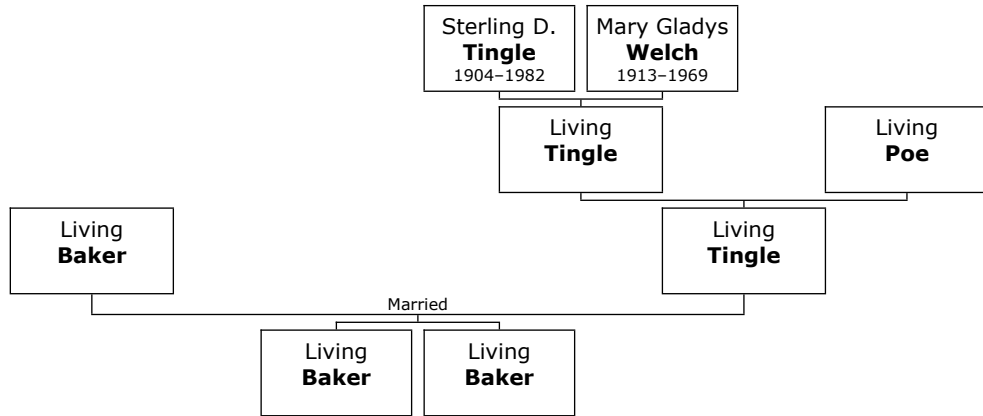 Sterling D.
Tingle
1904–1982
Mary Gladys
Welch
1913–1969
Living
Tingle
Living
Poe
Living
Baker
Living
Tingle
Married
Living
Baker
Living
Baker